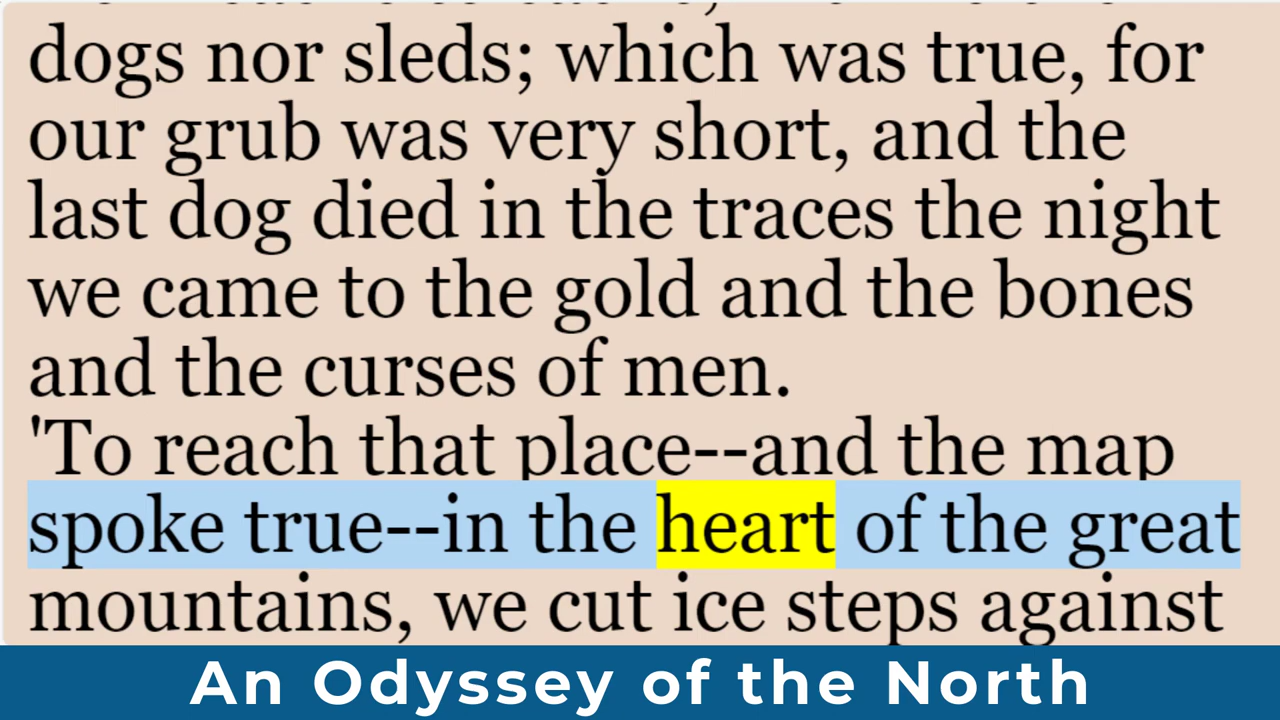 dogs nor sleds; which was true, for
our grub was very short, and the
last dog died in the traces the night
we came to the gold and the bones
and the curses of men.
'To reach that place--and the map
spoke true--in the heart of the great
mountains, we cut ice steps against
An Odyssey of the North